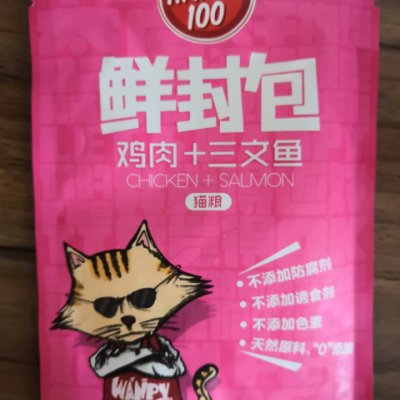 100
鲜封包
鸡肉+三文鱼
CHICKEN + SALMON
猫粮
•不添加防腐剂
•不添加诱食剂
•不添加色素
•天然原料,"0"添加
WANPY